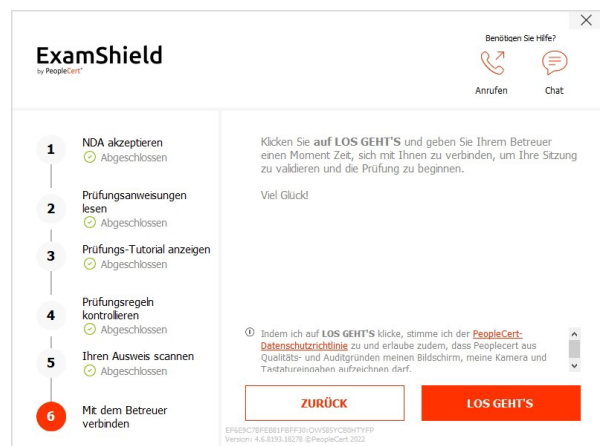 Benötigen Sie Hilfe?
ExamShield
by PeopleCert
Anrufen
Chat
1
NDA akzeptieren
Abgeschlossen
2
Prüfungsanweisungen
lesen
Abgeschlossen
3
Prüfungs-Tutorial anzeigen
Abgeschlossen
4
Prüfungsregeln
kontrollieren
Abgeschlossen
5
Ihren Ausweis scannen
Abgeschlossen
6
Mit dem Betreuer
verbinden
Klicken Sie auf LOS GEHT'S und geben Sie Ihrem Betreuer
einen Moment Zeit, sich mit Ihnen zu verbinden, um Ihre Sitzung
zu validieren und die Prüfung zu beginnen.
Viel Glück!
Indem ich auf LOS GEHT'S klicke, stimme ich der PeopleCert-
Datenschutzrichtlinie zu und erlaube zudem, dass Peoplecert aus
Qualitäts- und Auditgründen meinen Bildschirm, meine Kamera und
Tastatureingaben aufzeichnen darf.
ZURÜCK
LOS GEHT'S
Version: 4.6.8193.18278 ©PeopleCert 2022